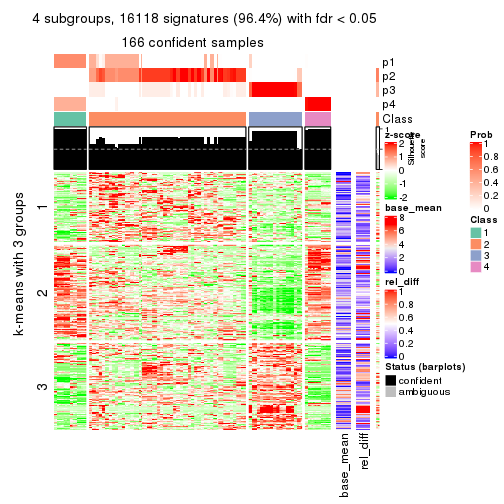 4 subgroups, 16118 signatures (96.4%) with fdr < 0.05
166 confident samples
p1
p2
p3
p4
Class
1
Silhouette
score
k-means with 3 groups
1
2
3
base_mean
rel_diff
z-score
2
1
0
-1
-2
base_mean
8
6
4
2
0
rel_diff
1
0.8
0.6
0.4
0.2
0
Status (barplots)
confident
ambiguous
Prob
1
0.8
0.6
0.4
0.2
0
Class
1
2
3
4